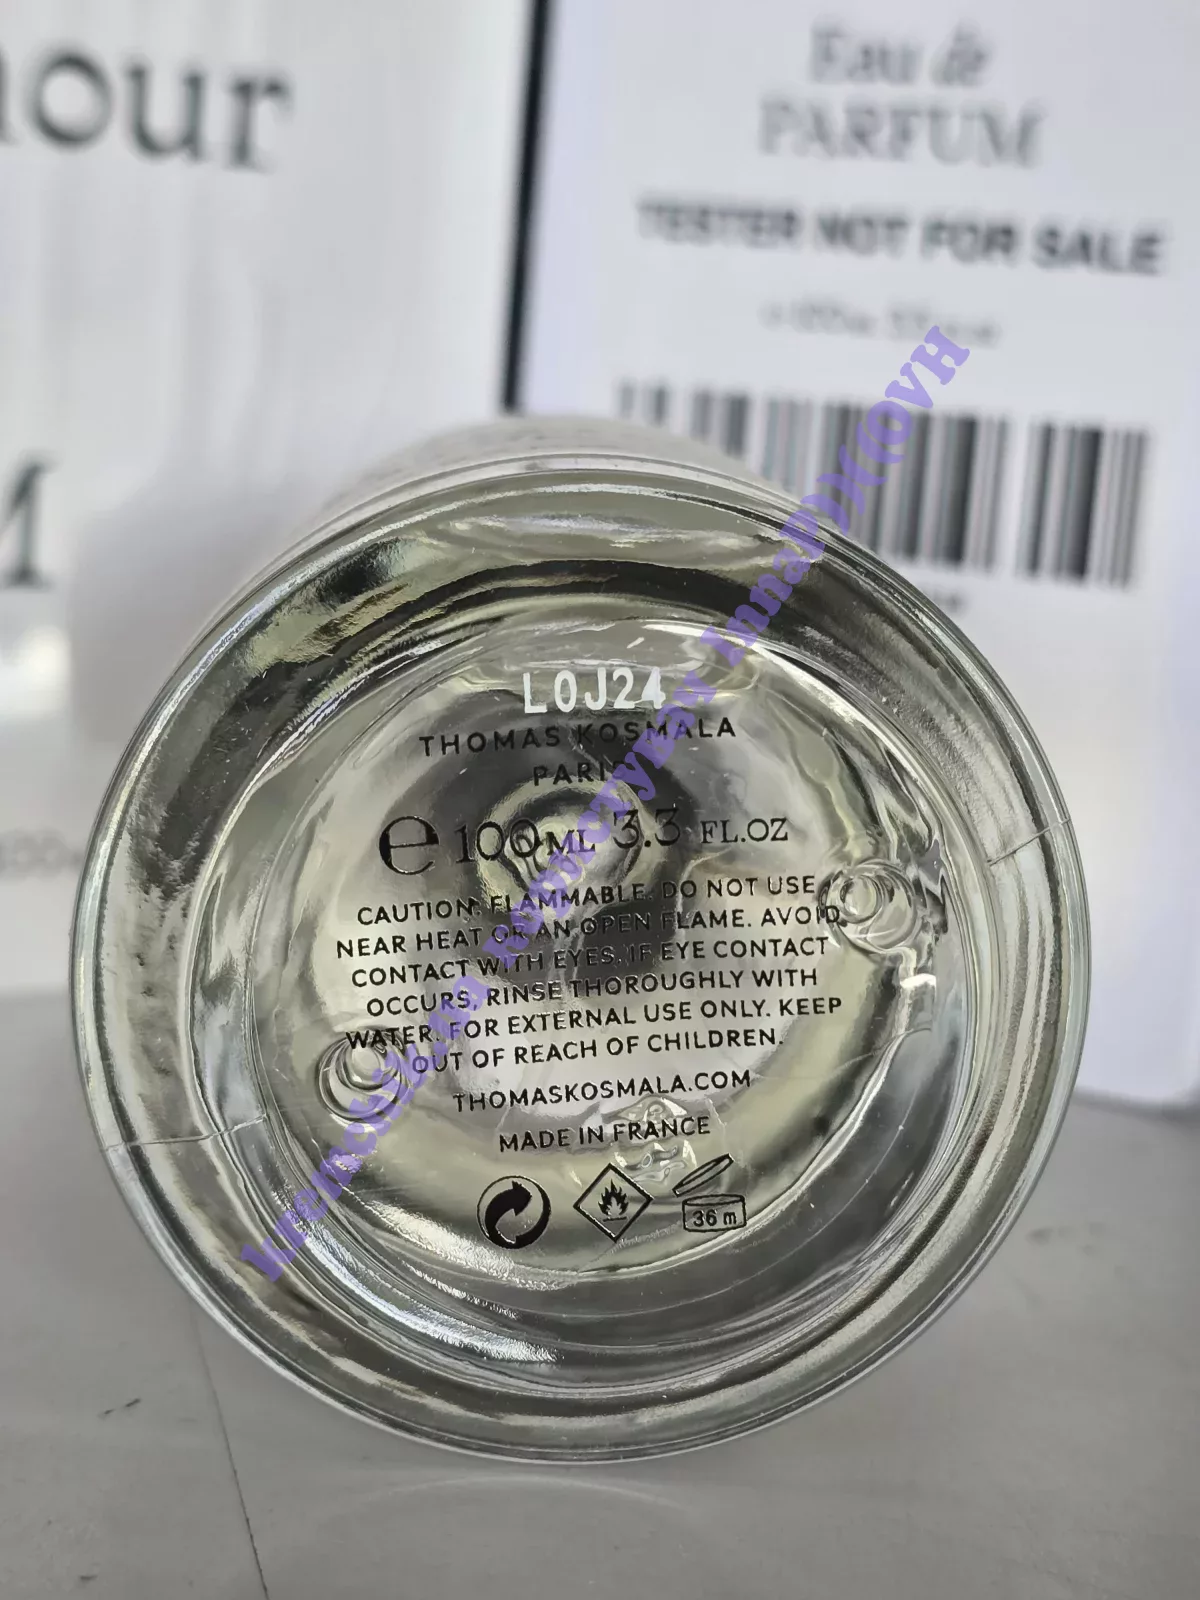 our
Eau de
PARFUM
TESTER NOT FOR SALE
M
L0J24
THOMAS KOSMALA
PARIS
e 100 ML 3.3 FL.OZ
CAUTION: FLAMMABLE. DO NOT USE
NEAR HEAT OR AN OPEN FLAME. AVOID
CONTACT WITH EYES. IF EYE CONTACT
OCCURS, RINSE THOROUGHLY WITH
WATER. FOR EXTERNAL USE ONLY. KEEP
OUT OF REACH OF CHILDREN.
THOMASKOSMALA.COM
MADE IN FRANCE
36 m